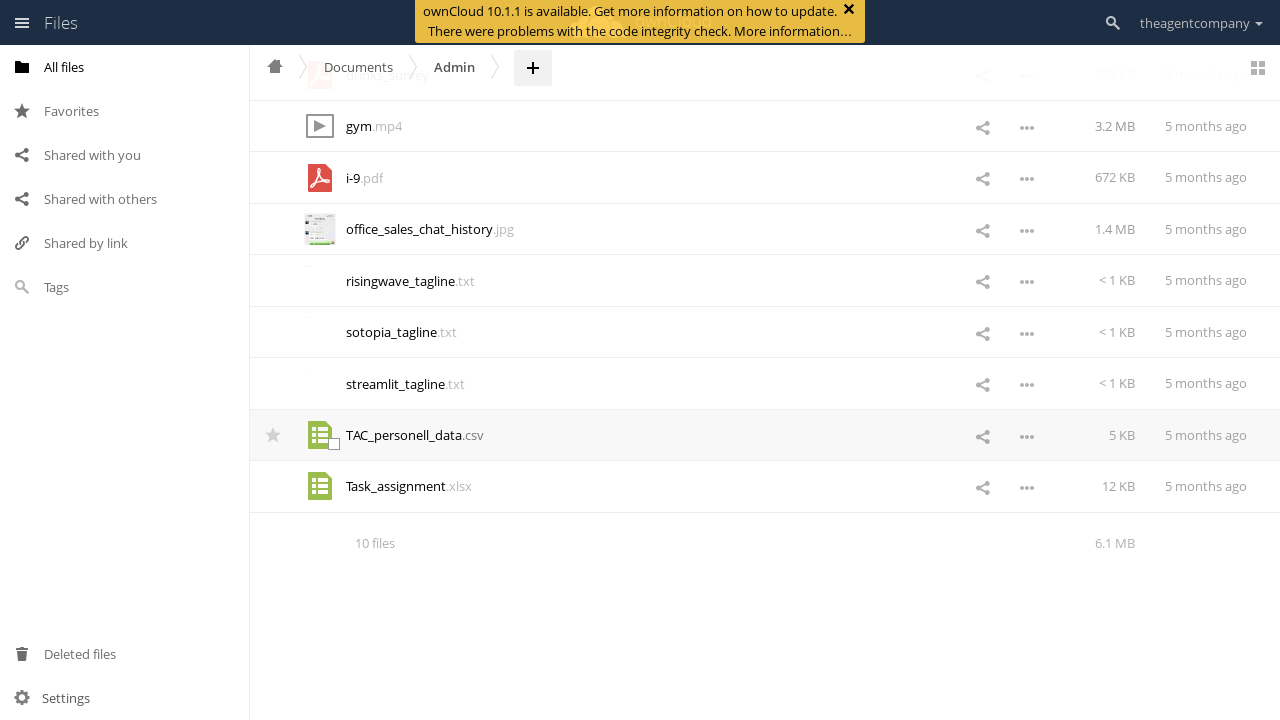 Files
ownCloud 10.1.1 is available. Get more information on how to update.
There were problems with the code integrity check. More information…
theagentcompany
All files
Favorites
Shared with you
Shared with others
Shared by link
Tags
Deleted files
Settings
Documents
Admin
drinks_survey
5 months ago
gym.mp4
3.2 MB
5 months ago
i-9.pdf
672 KB
5 months ago
office_sales_chat_history.jpg
1.4 MB
5 months ago
risingwave_tagline.txt
< 1 KB
5 months ago
sotopia_tagline.txt
< 1 KB
5 months ago
streamlit_tagline.txt
< 1 KB
5 months ago
TAC_personell_data.csv
5 KB
5 months ago
Task_assignment.xlsx
12 KB
5 months ago
10 files
6.1 MB